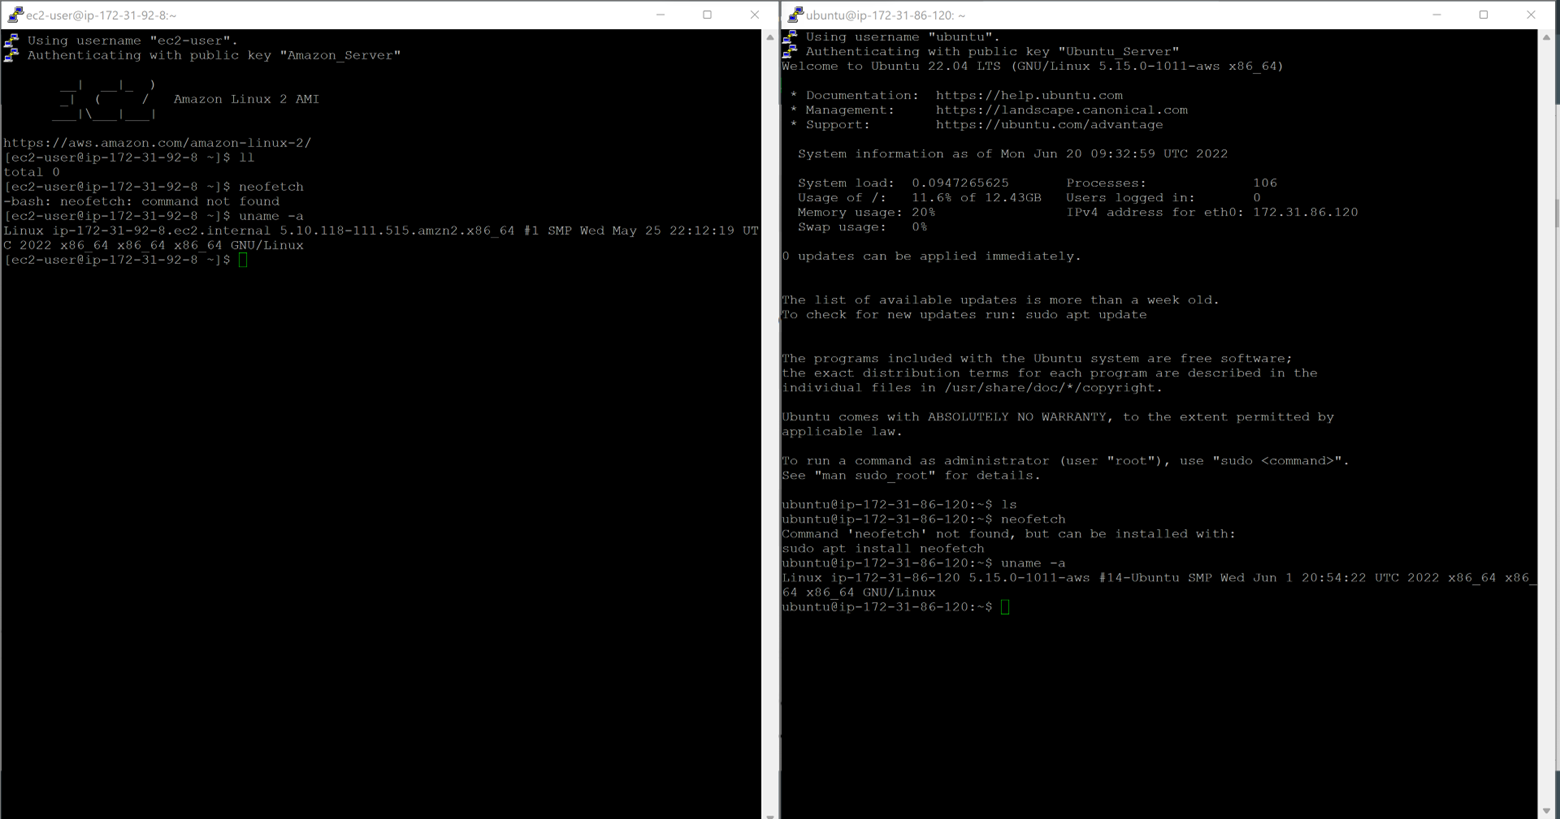 ec2-user@ip-172-31-92-8:~
Using username "ec2-user".
Authenticating with public key "Amazon_Server"
       __|  __|_  )
       _|  (     /   Amazon Linux 2 AMI
      ___|\___|___|
https://aws.amazon.com/amazon-linux-2/
[ec2-user@ip-172-31-92-8 ~]$ ll
total 0
[ec2-user@ip-172-31-92-8 ~]$ neofetch
-bash: neofetch: command not found
[ec2-user@ip-172-31-92-8 ~]$ uname -a
Linux ip-172-31-92-8.ec2.internal 5.10.118-111.515.amzn2.x86_64 #1 SMP Wed May 25 22:12:19 UT
C 2022 x86_64 x86_64 x86_64 GNU/Linux
[ec2-user@ip-172-31-92-8 ~]$
ubuntu@ip-172-31-86-120: ~
Using username "ubuntu".
Authenticating with public key "Ubuntu_Server"
Welcome to Ubuntu 22.04 LTS (GNU/Linux 5.15.0-1011-aws x86_64)
* Documentation:  https://help.ubuntu.com
* Management:     https://landscape.canonical.com
* Support:        https://ubuntu.com/advantage
System information as of Mon Jun 20 09:32:59 UTC 2022
System load:  0.0947265625       Processes:             106
Usage of /:   11.6% of 12.43GB   Users logged in:       0
Memory usage: 20%                IPv4 address for eth0: 172.31.86.120
Swap usage:   0%
0 updates can be applied immediately.
The list of available updates is more than a week old.
To check for new updates run: sudo apt update
The programs included with the Ubuntu system are free software;
the exact distribution terms for each program are described in the
individual files in /usr/share/doc/*/copyright.
Ubuntu comes with ABSOLUTELY NO WARRANTY, to the extent permitted by
applicable law.
To run a command as administrator (user "root"), use "sudo <command>".
See "man sudo_root" for details.
ubuntu@ip-172-31-86-120:~$ ls
ubuntu@ip-172-31-86-120:~$ neofetch
Command 'neofetch' not found, but can be installed with:
sudo apt install neofetch
ubuntu@ip-172-31-86-120:~$ uname -a
Linux ip-172-31-86-120 5.15.0-1011-aws #14-Ubuntu SMP Wed Jun 1 20:54:22 UTC 2022 x86_64 x86_
64 x86_64 GNU/Linux
ubuntu@ip-172-31-86-120:~$